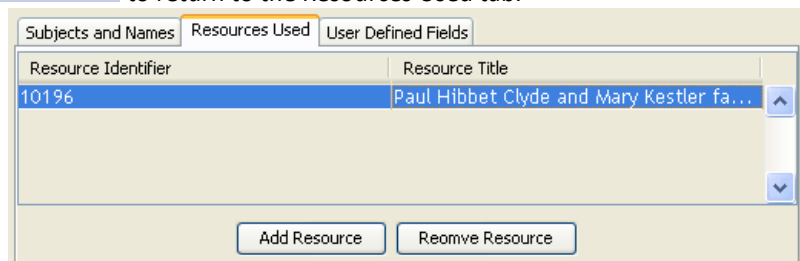 to return to the Resources Used tab.
Subjects and Names Resources Used User Defined Fields
Resource Identifier Resource Title
10196 Paul Hibbet Clyde and Mary Kestler fa...
Add Resource Reomve Resource